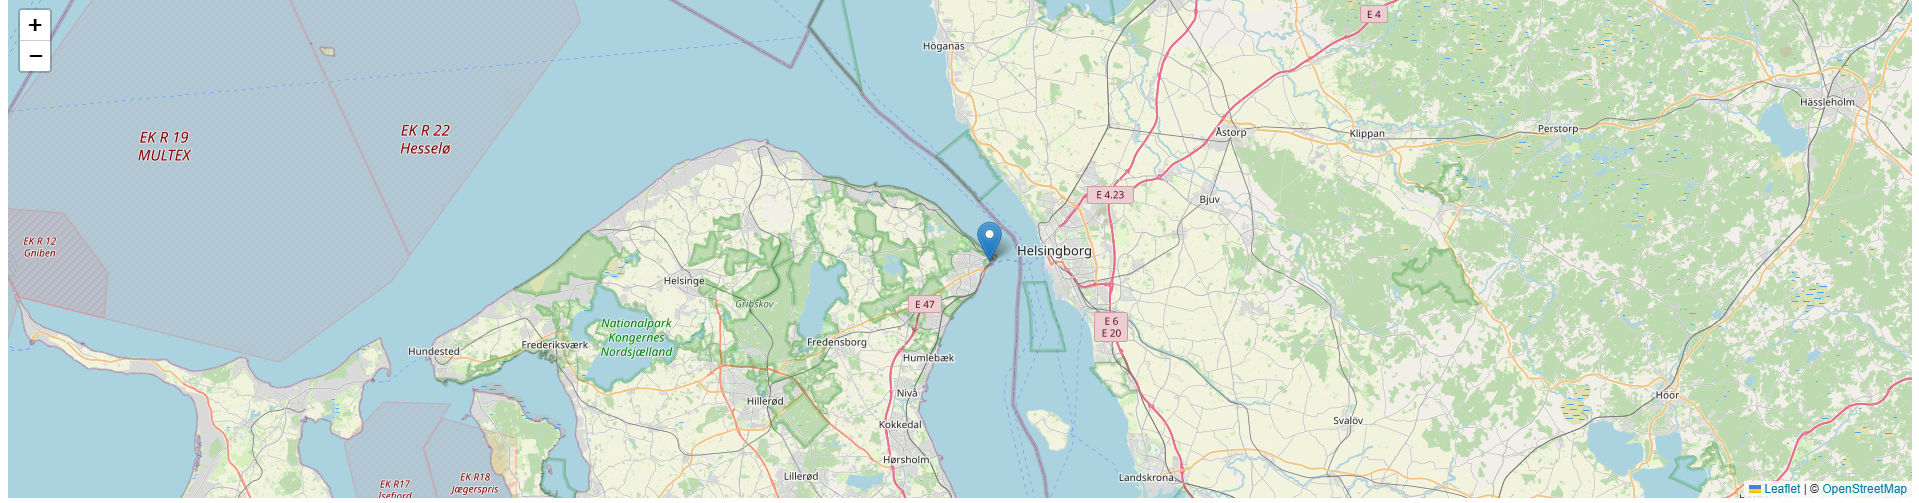 +
−
E 4
Höganäs
EK R 19
MULTEX
EK R 22
Hesselø
Hässleholm
Åstorp
Klippan
Perstorp
E 4.23
Bjuv
EK R 12
Gniben
Helsingborg
Helsinge
Gribskov
E 47
Nationalpark
Kongernes
Nordsjælland
E 6
E 20
Hundested
Frederiksværk
Fredensborg
Humlebæk
Hillerød
Nivå
Höör
Kokkedal
Svalöv
Hørsholm
EK R17
Isefjord
EK R18
Jægerspris
Lillerød
Landskrona
Leaflet | © OpenStreetMap